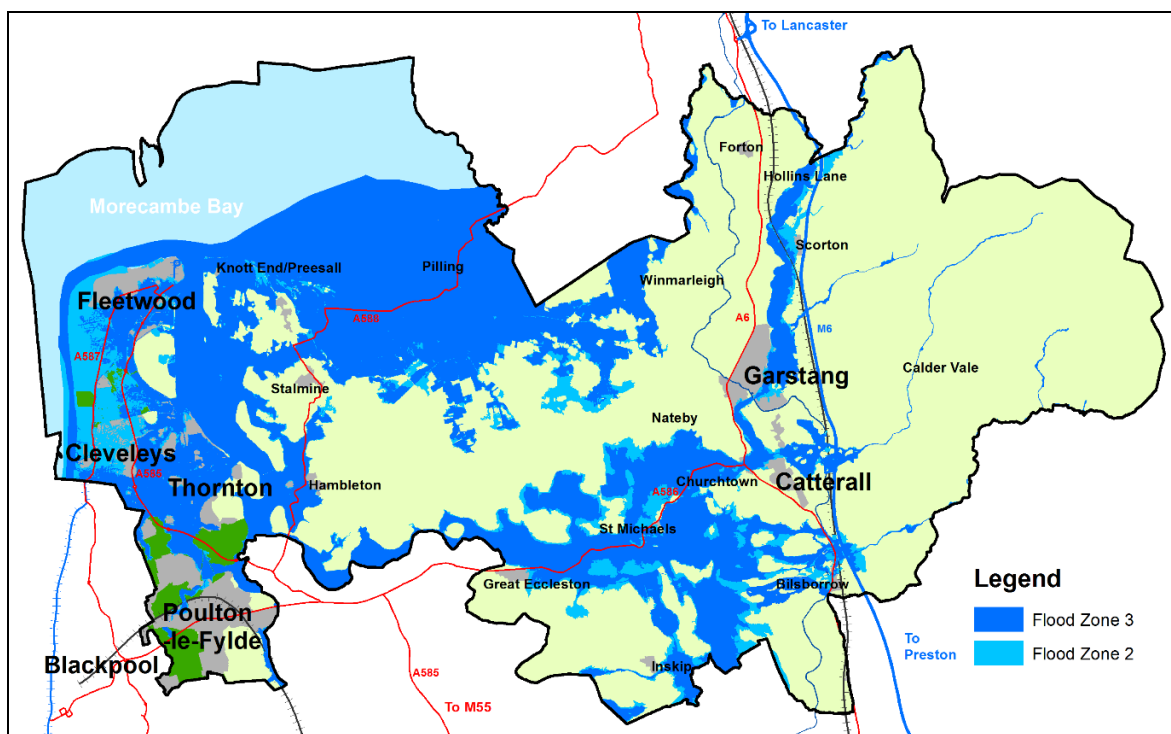 To Lancaster
Forton
Hollins Lane
Morecambe Bay
Scorton
Knott End/Preesall
Pilling
Winmarleigh
Fleetwood
A588
A6
M6
A587
Garstang
Calder Vale
Stalmine
Nateby
Cleveleys
A585
Thornton
Hambleton
Churchtown
Catterall
A586
St Michaels
Great Eccleston
Bilsborrow
Legend
Flood Zone 3
Flood Zone 2
Poulton
-le-Fylde
To
Preston
Blackpool
Inskip
A585
To M55